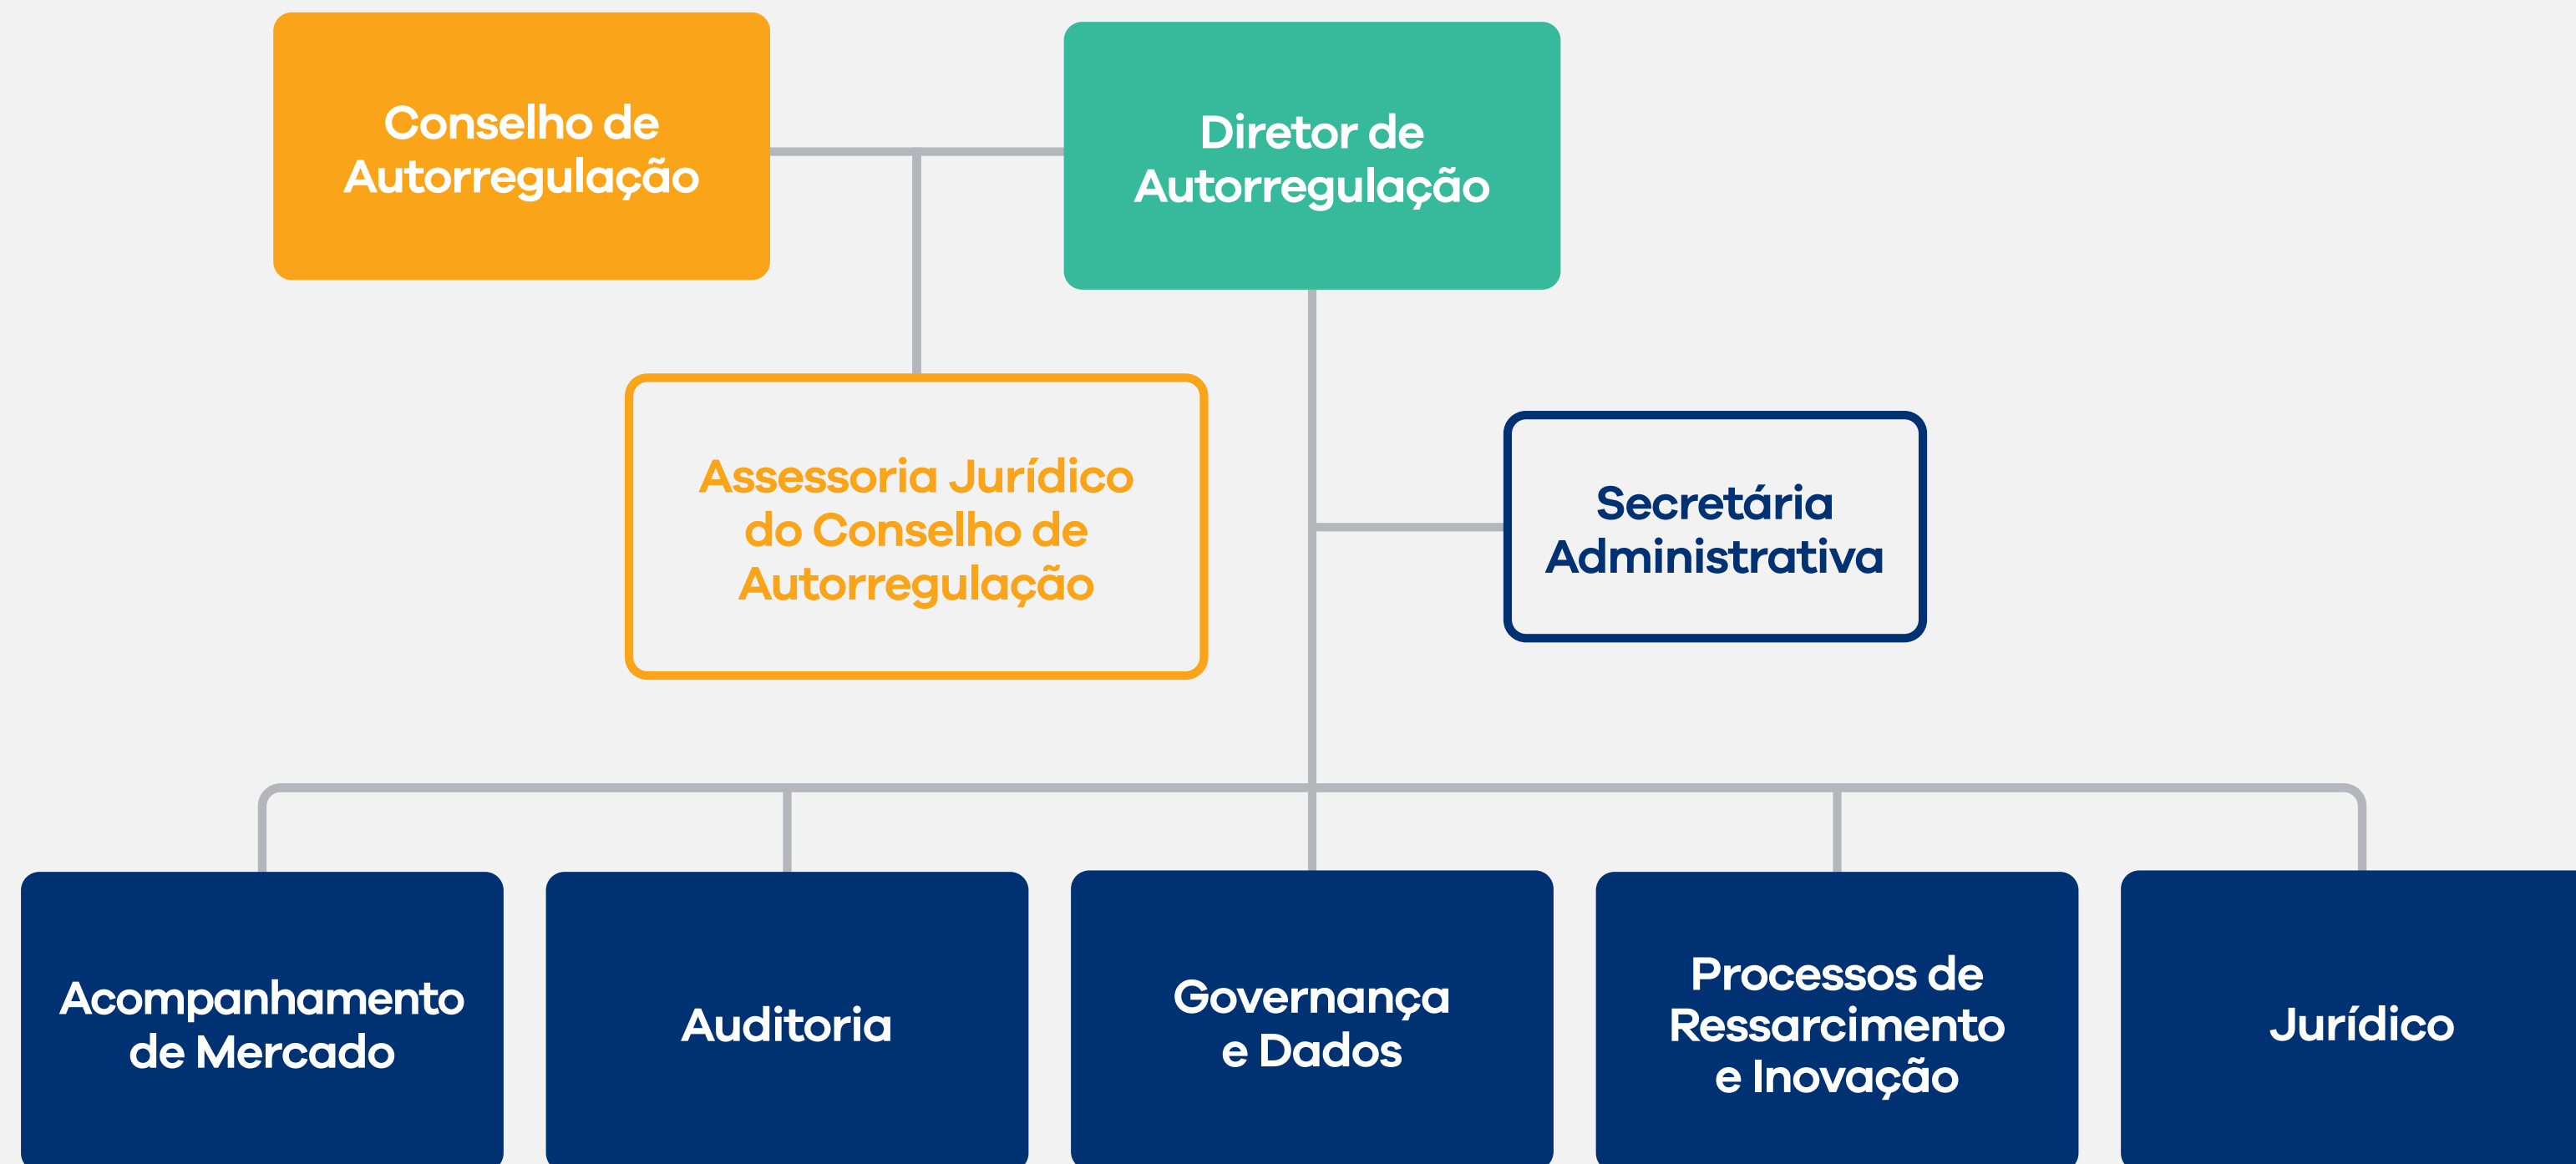 Conselho de
Autorregulação
Diretor de
Autorregulação
Assessoria Jurídico
do Conselho de
Autorregulação
Secretária
Administrativa
Acompanhamento
de Mercado
Auditoria
Governança
e Dados
Processos de
Ressarcimento
e Inovação
Jurídico